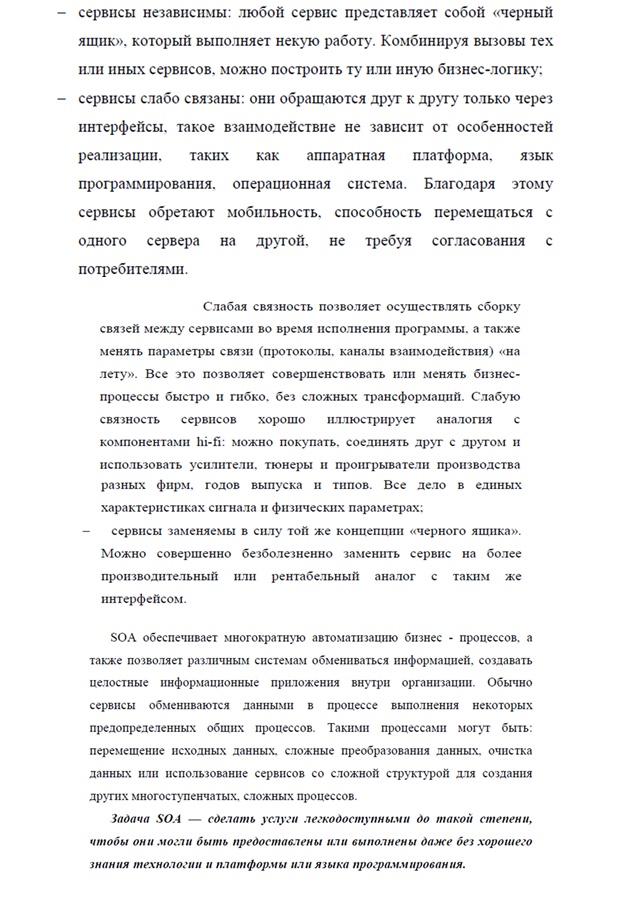 – сервисы независимы: любой сервис представляет собой «черный
ящик», который выполняет некую работу. Комбинируя вызовы тех
или иных сервисов, можно построить ту или иную бизнес-логику;
– сервисы слабо связаны: они обращаются друг к другу только через
интерфейсы, такое взаимодействие не зависит от особенностей
реализации, таких как аппаратная платформа, язык
программирования, операционная система. Благодаря этому
сервисы обретают мобильность, способность перемещаться с
одного сервера на другой, не требуя согласования с
потребителями.
Слабая связность позволяет осуществлять сборку
связей между сервисами во время исполнения программы, а также
менять параметры связи (протоколы, каналы взаимодействия) «на
лету». Все это позволяет совершенствовать или менять бизнес-
процессы быстро и гибко, без сложных трансформаций. Слабую
связность сервисов хорошо иллюстрирует аналогия с
компонентами hi-fi: можно покупать, соединять друг с другом и
использовать усилители, тюнеры и проигрыватели производства
разных фирм, годов выпуска и типов. Все дело в единых
характеристиках сигнала и физических параметрах;
– сервисы заменяемы в силу той же концепции «черного ящика».
Можно совершенно безболезненно заменить сервис на более
производительный или рентабельный аналог с таким же
интерфейсом.
SOA обеспечивает многократную автоматизацию бизнес - процессов, а
также позволяет различным системам обмениваться информацией, создавать
целостные информационные приложения внутри организации. Обычно
сервисы обмениваются данными в процессе выполнения некоторых
предопределенных общих процессов. Такими процессами могут быть:
перемещение исходных данных, сложные преобразования данных, очистка
данных или использование сервисов со сложной структурой для создания
других многоступенчатых, сложных процессов.
Задача SOA — сделать услуги легкодоступными до такой степени,
чтобы они могли быть предоставлены или выполнены даже без хорошего
знания технологии и платформы или языка программирования.